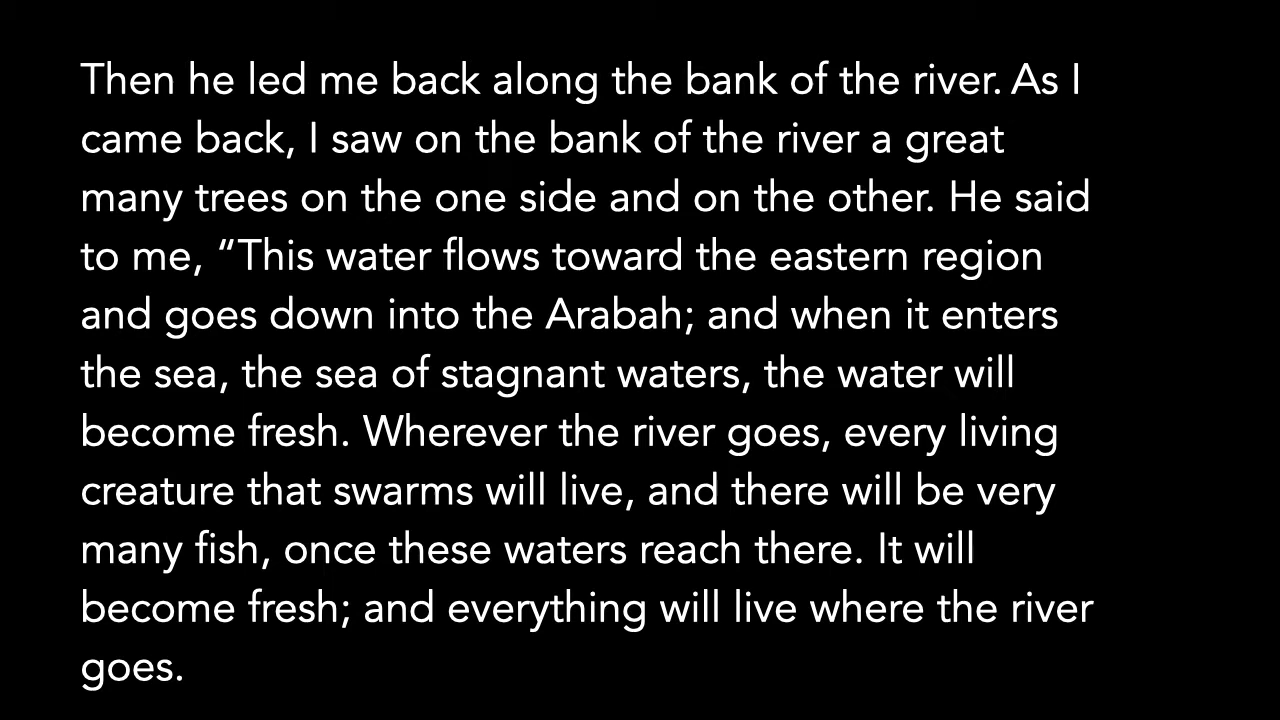 Then he led me back along the bank of the river. As I
came back, I saw on the bank of the river a great
many trees on the one side and on the other. He said
to me, “This water flows toward the eastern region
and goes down into the Arabah; and when it enters
the sea, the sea of stagnant waters, the water will
become fresh. Wherever the river goes, every living
creature that swarms will live, and there will be very
many fish, once these waters reach there. It will
become fresh; and everything will live where the river
goes.